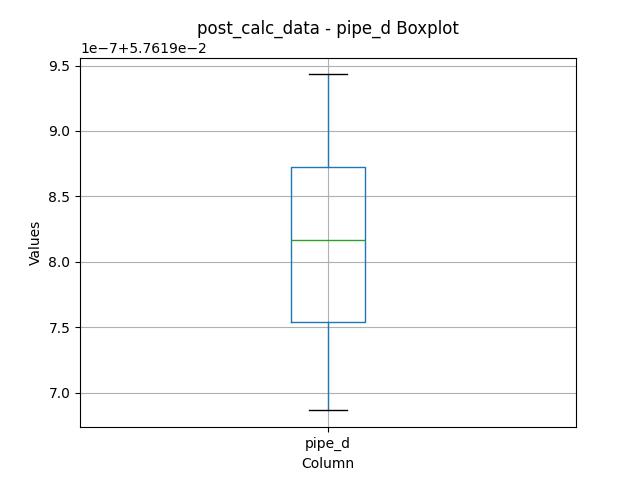 post_calc_data - pipe_d Boxplot
1e−7+5.7619e−2
9.5
9.0
8.5
8.0
7.5
7.0
Values
pipe_d
Column